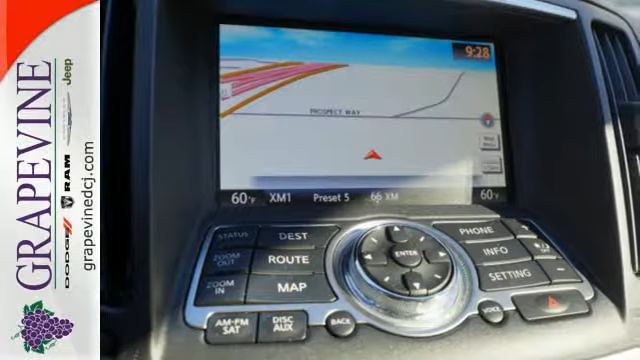 GRAPEVINE
DODGE RAM Jeep
grapevinedcj.com
9:28
PROSPECT WAY
60°F XM1 Preset 5 66 XM 60°F
STATUS DEST
ZOOM OUT ROUTE
ZOOM IN MAP
AM•FM SAT
DISC AUX
BACK
ENTER
PHONE
INFO
SETTING
+
-
VOICE